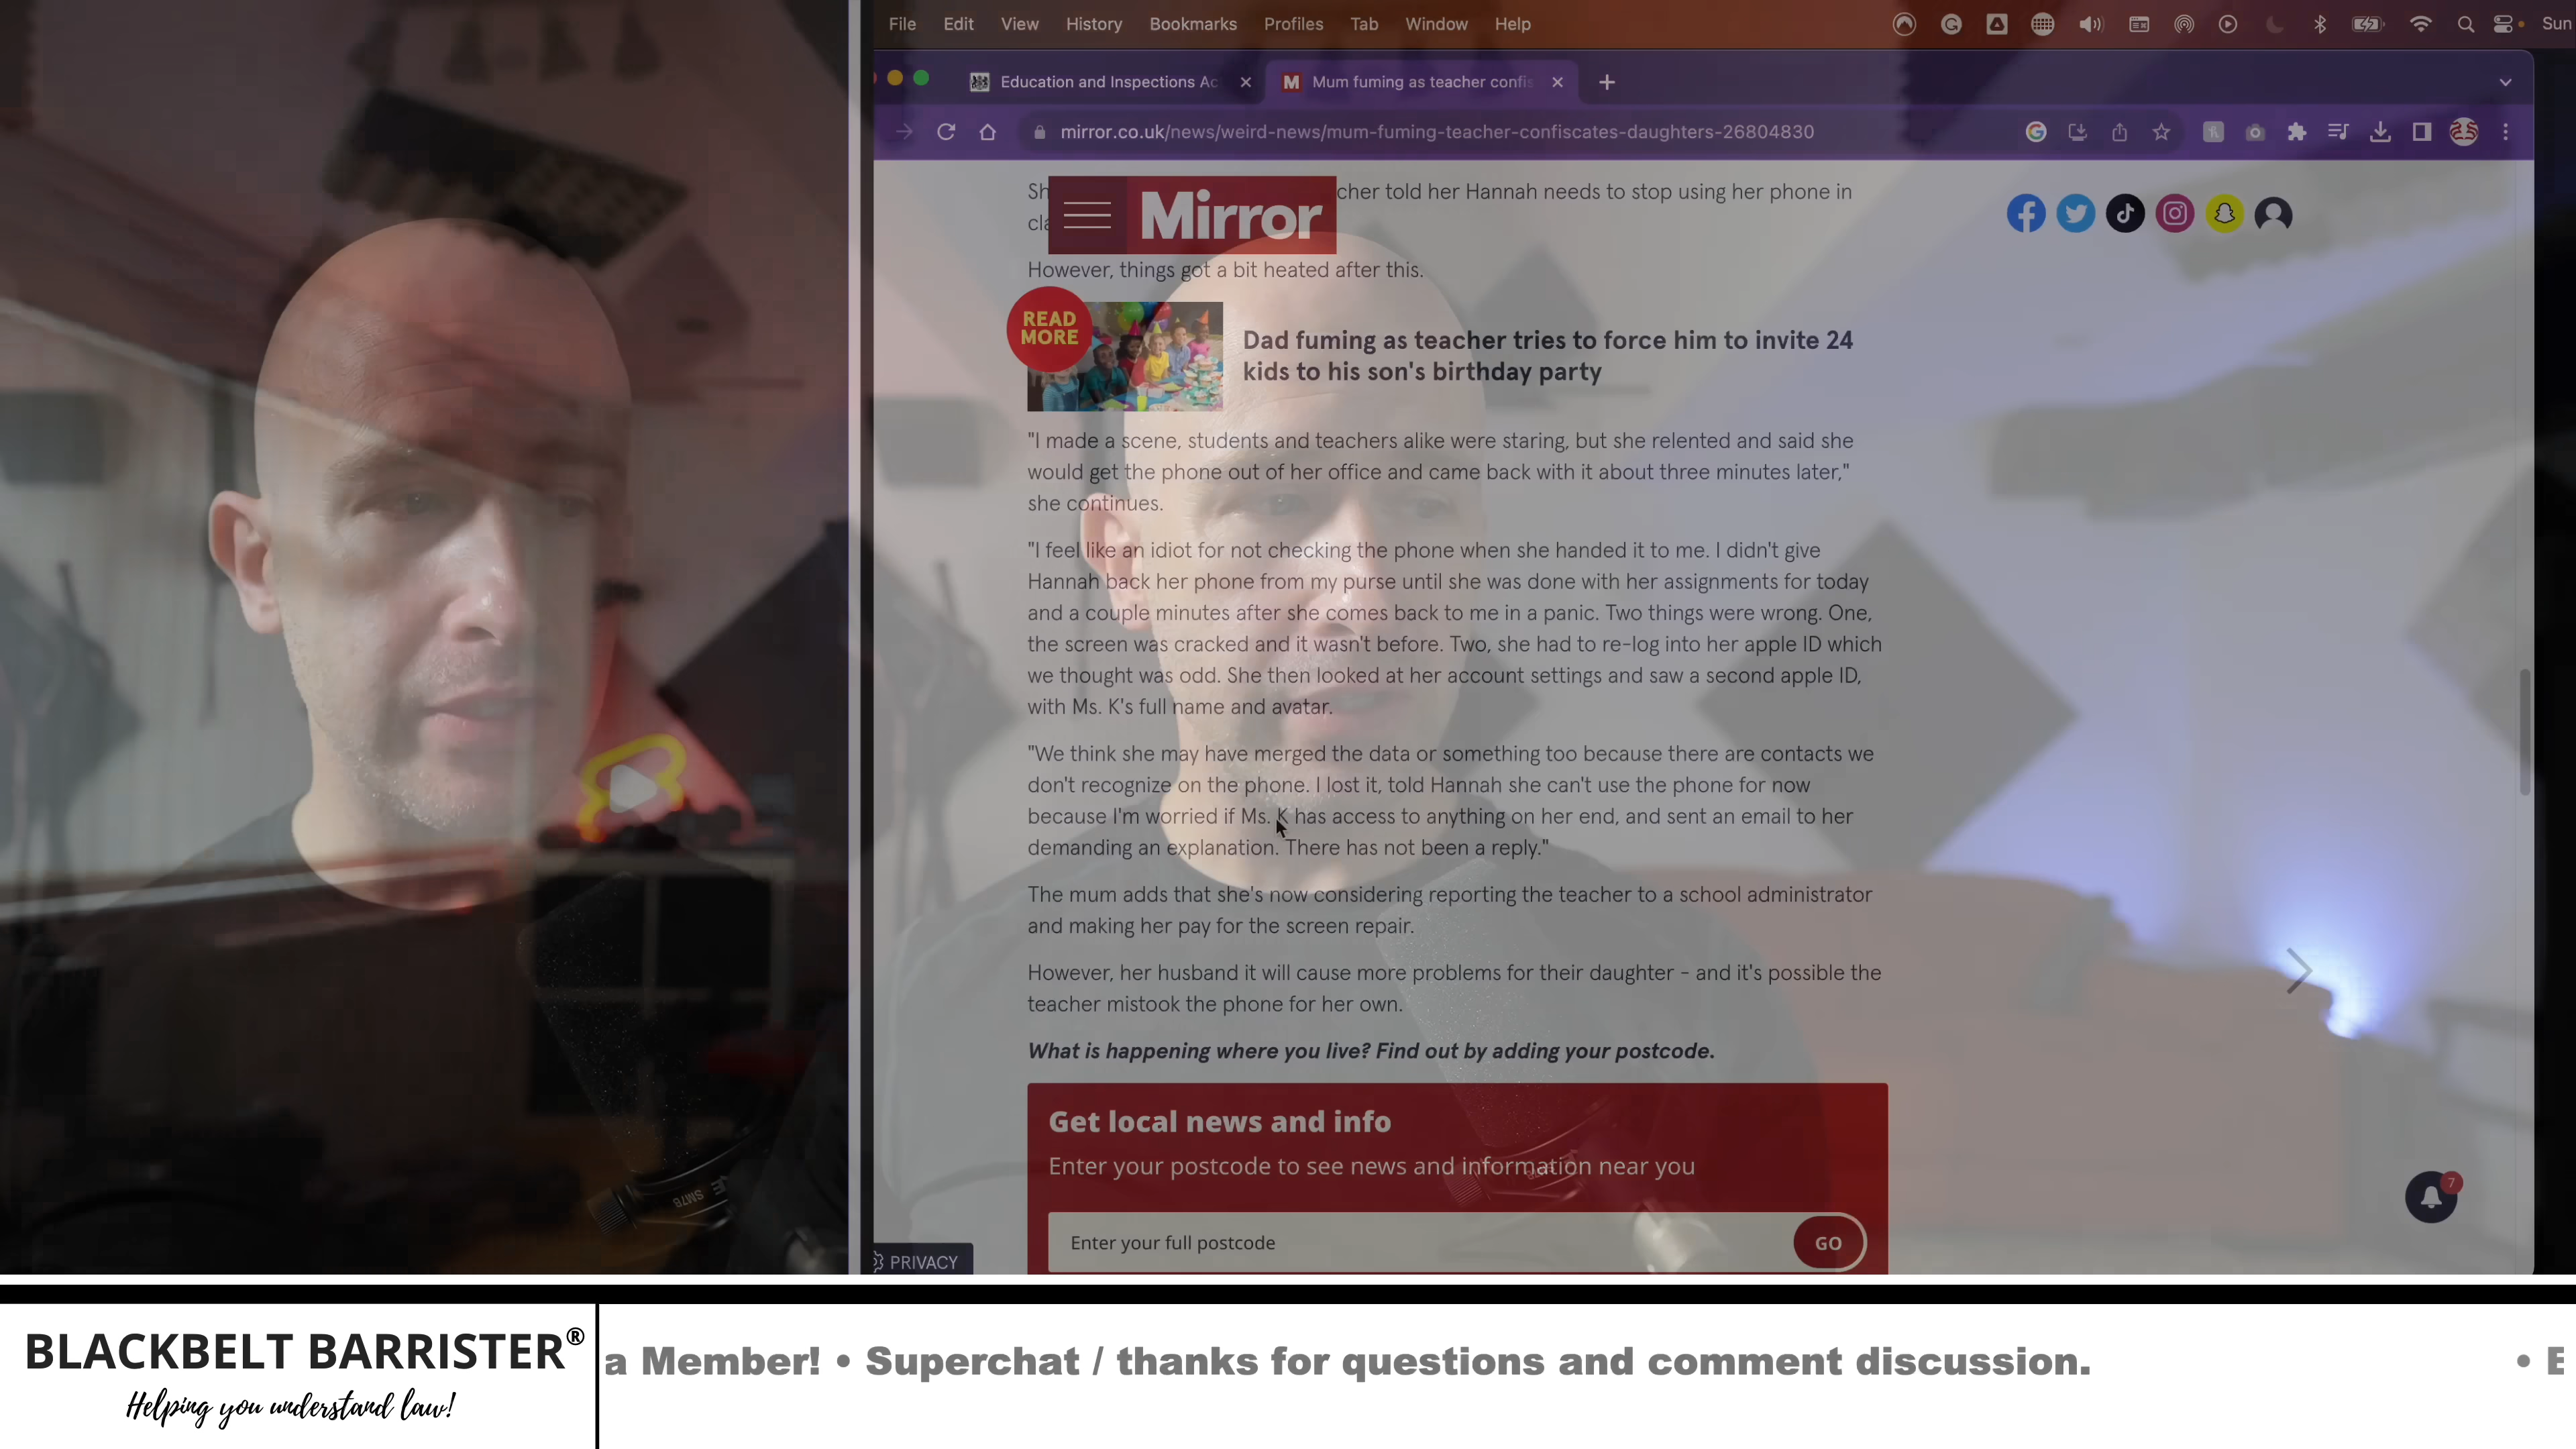 File Edit View History Bookmarks Profiles Tab Window Help Sun
Education and Inspections Ac
Mum fuming as teacher confis
mirror.co.uk/news/weird-news/mum-fuming-teacher-confiscates-daughters-26804830
Sh cher told her Hannah needs to stop using her phone in
cla
Mirror
However, things got a bit heated after this.
READ
MORE
Dad fuming as teacher tries to force him to invite 24
kids to his son's birthday party
"I made a scene, students and teachers alike were staring, but she relented and said she
would get the phone out of her office and came back with it about three minutes later,"
she continues.
"I feel like an idiot for not checking the phone when she handed it to me. I didn't give
Hannah back her phone from my purse until she was done with her assignments for today
and a couple minutes after she comes back to me in a panic. Two things were wrong. One,
the screen was cracked and it wasn't before. Two, she had to re-log into her apple ID which
we thought was odd. She then looked at her account settings and saw a second apple ID,
with Ms. K's full name and avatar.
"We think she may have merged the data or something too because there are contacts we
don't recognize on the phone. I lost it, told Hannah she can't use the phone for now
because I'm worried if Ms. K has access to anything on her end, and sent an email to her
demanding an explanation. There has not been a reply."
The mum adds that she's now considering reporting the teacher to a school administrator
and making her pay for the screen repair.
However, her husband it will cause more problems for their daughter - and it's possible the
teacher mistook the phone for her own.
What is happening where you live? Find out by adding your postcode.
Get local news and info
Enter your postcode to see news and information near you
Enter your full postcode
GO
7
PRIVACY
SM7B
BLACKBELT BARRISTER®
Helping you understand law!
a Member! • Superchat / thanks for questions and comment discussion. • E